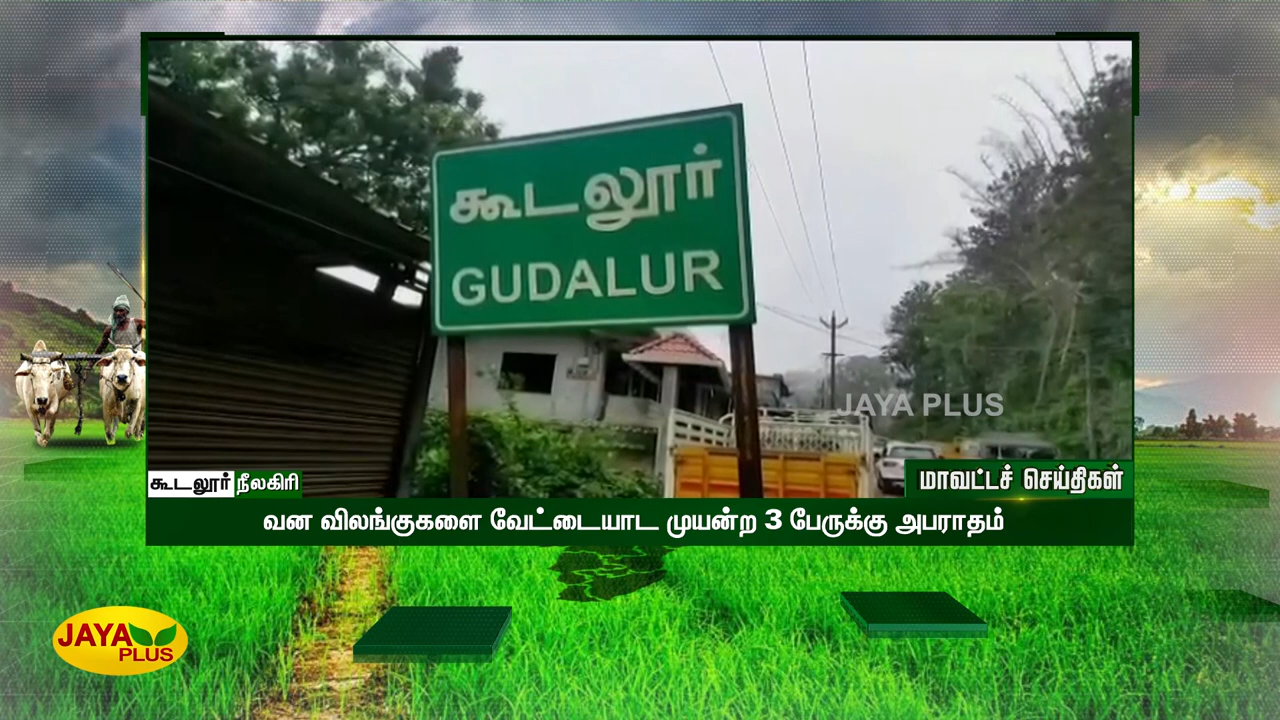 கூடலூர்
GUDALUR
JAYA PLUS
கூடலூர் நீலகிரி
மாவட்டச் செய்திகள்
வன விலங்குகளை வேட்டையாட முயன்ற 3 பேருக்கு அபராதம்
JAYA
PLUS